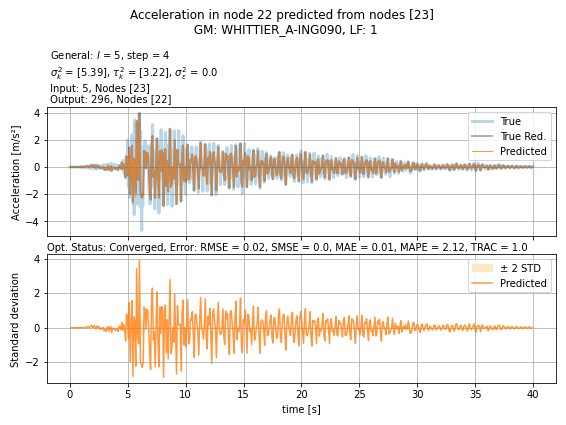 Acceleration in node 22 predicted from nodes [23]
GM: WHITTIER_A-ING090, LF: 1
General: l = 5, step = 4
σ²ₖ = [5.39], τ²ₖ = [3.22], σ²ε = 0.0
Input: 5, Nodes [23]
Output: 296, Nodes [22]
Acceleration [m/s²]
4
2
0
−2
−4
True
True Red.
Predicted
Opt. Status: Converged, Error: RMSE = 0.02, SMSE = 0.0, MAE = 0.01, MAPE = 2.12, TRAC = 1.0
Standard deviation
4
2
0
−2
± 2 STD
Predicted
0 5 10 15 20 25 30 35 40
time [s]